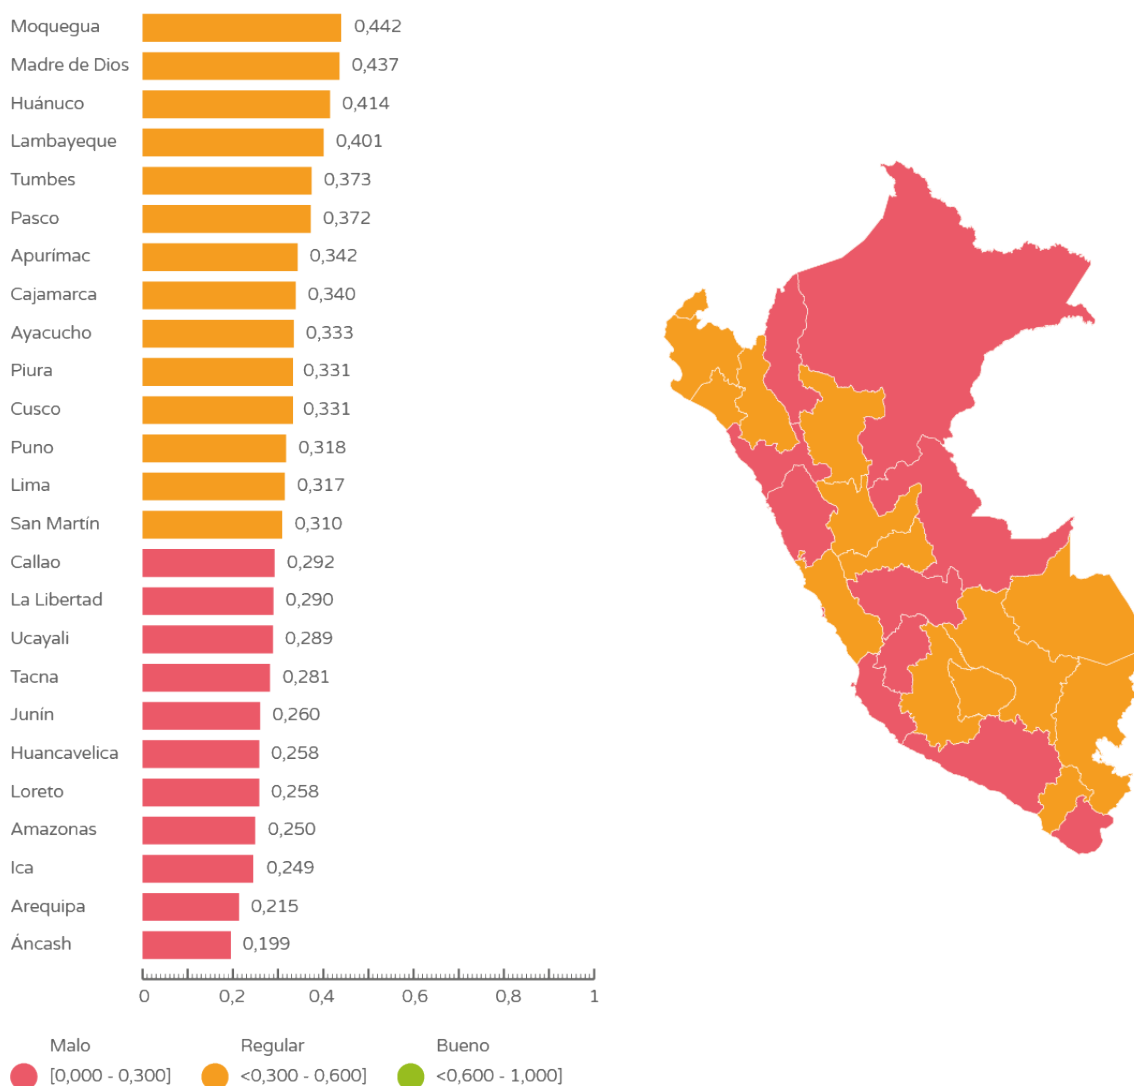 Moquegua 0,442
Madre de Dios 0,437
Huánuco 0,414
Lambayeque 0,401
Tumbes 0,373
Pasco 0,372
Apurímac 0,342
Cajamarca 0,340
Ayacucho 0,333
Piura 0,331
Cusco 0,331
Puno 0,318
Lima 0,317
San Martín 0,310
Callao 0,292
La Libertad 0,290
Ucayali 0,289
Tacna 0,281
Junín 0,260
Huancavelica 0,258
Loreto 0,258
Amazonas 0,250
Ica 0,249
Arequipa 0,215
Áncash 0,199
0 0,2 0,4 0,6 0,8 1
Malo Regular Bueno
[0,000 - 0,300] <0,300 - 0,600] <0,600 - 1,000]